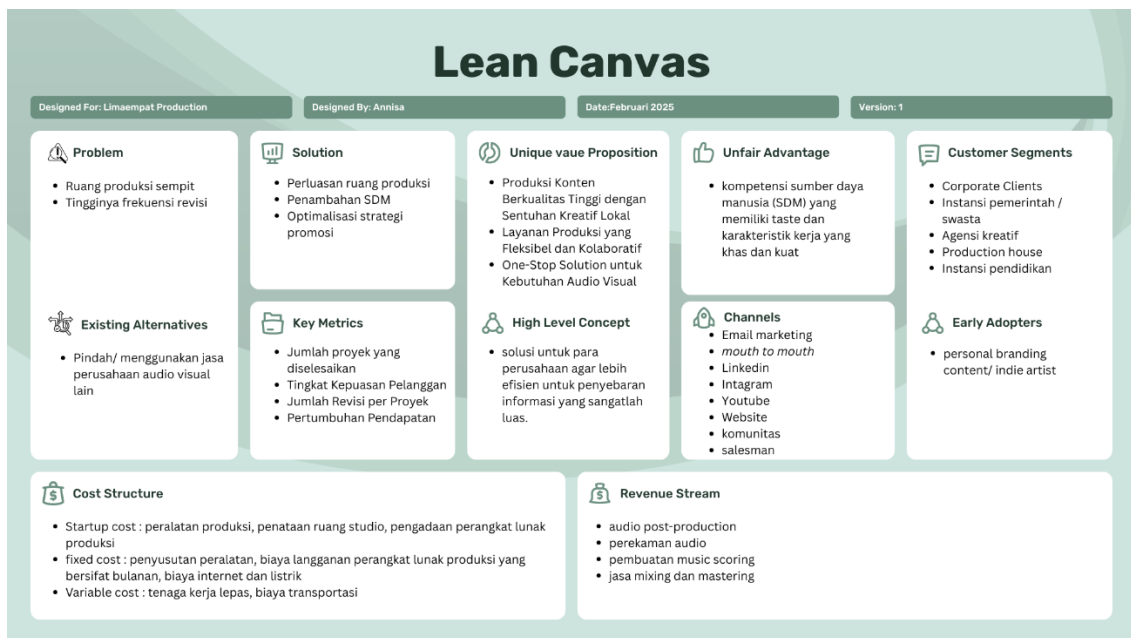 Lean Canvas
Designed For: Limaempat Production
Designed By: Annisa
Date:Februari 2025
Version: 1
Problem
• Ruang produksi sempit
• Tingginya frekuensi revisi
Existing Alternatives
• Pindah/ menggunakan jasa
perusahaan audio visual
lain
Solution
• Perluasan ruang produksi
• Penambahan SDM
• Optimalisasi strategi
promosi
Key Metrics
• Jumlah proyek yang
diselesaikan
• Tingkat Kepuasan Pelanggan
• Jumlah Revisi per Proyek
• Pertumbuhan Pendapatan
Unique vaue Proposition
• Produksi Konten
Berkualitas Tinggi dengan
Sentuhan Kreatif Lokal
• Layanan Produksi yang
Fleksibel dan Kolaboratif
• One-Stop Solution untuk
Kebutuhan Audio Visual
High Level Concept
• solusi untuk para
perusahaan agar lebih
efisien untuk penyebaran
informasi yang sangatlah
luas.
Unfair Advantage
• kompetensi sumber daya
manusia (SDM) yang
memiliki taste dan
karakteristik kerja yang
khas dan kuat
Channels
• Email marketing
• mouth to mouth
• Linkedin
• Intagram
• Youtube
• Website
• komunitas
• salesman
Customer Segments
• Corporate Clients
• Instansi pemerintah /
swasta
• Agensi kreatif
• Production house
• Instansi pendidikan
Early Adopters
• personal branding
content/ indie artist
Cost Structure
• Startup cost : peralatan produksi, penataan ruang studio, pengadaan perangkat lunak
produksi
• fixed cost : penyusutan peralatan, biaya langganan perangkat lunak produksi yang
bersifat bulanan, biaya internet dan listrik
• Variable cost : tenaga kerja lepas, biaya transportasi
Revenue Stream
• audio post-production
• perekaman audio
• pembuatan music scoring
• jasa mixing dan mastering